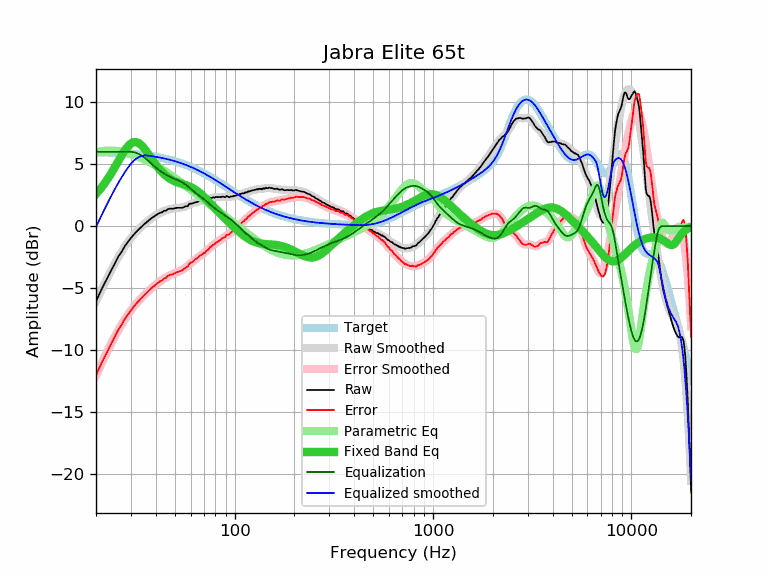 Jabra Elite 65t
Amplitude (dBr)
10
5
0
−5
−10
−15
−20
Target
Raw Smoothed
Error Smoothed
Raw
Error
Parametric Eq
Fixed Band Eq
Equalization
Equalized smoothed
100
1000
10000
Frequency (Hz)